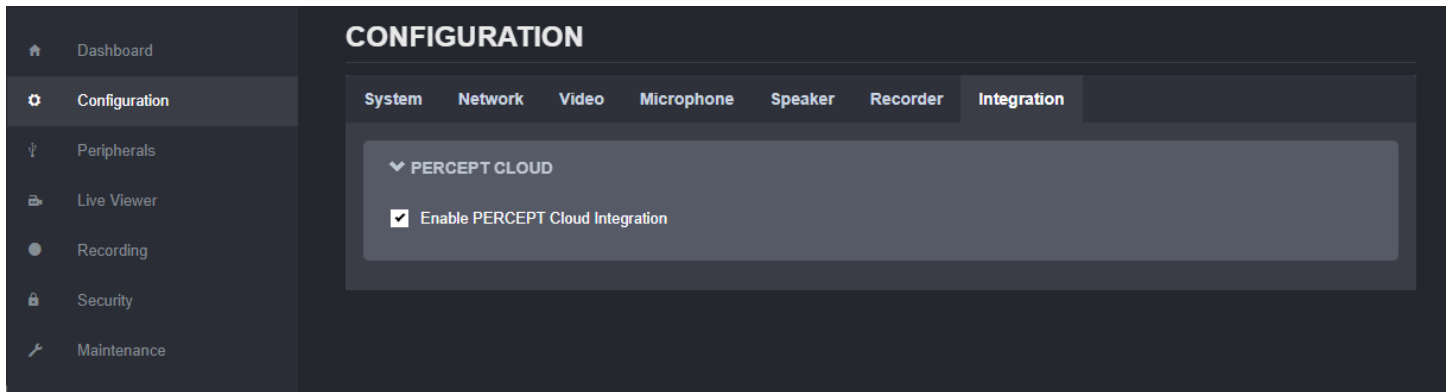 Dashboard
Configuration
Peripherals
Live Viewer
Recording
Security
Maintenance
CONFIGURATION
System Network Video Microphone Speaker Recorder Integration
PERCEPT CLOUD
Enable PERCEPT Cloud Integration